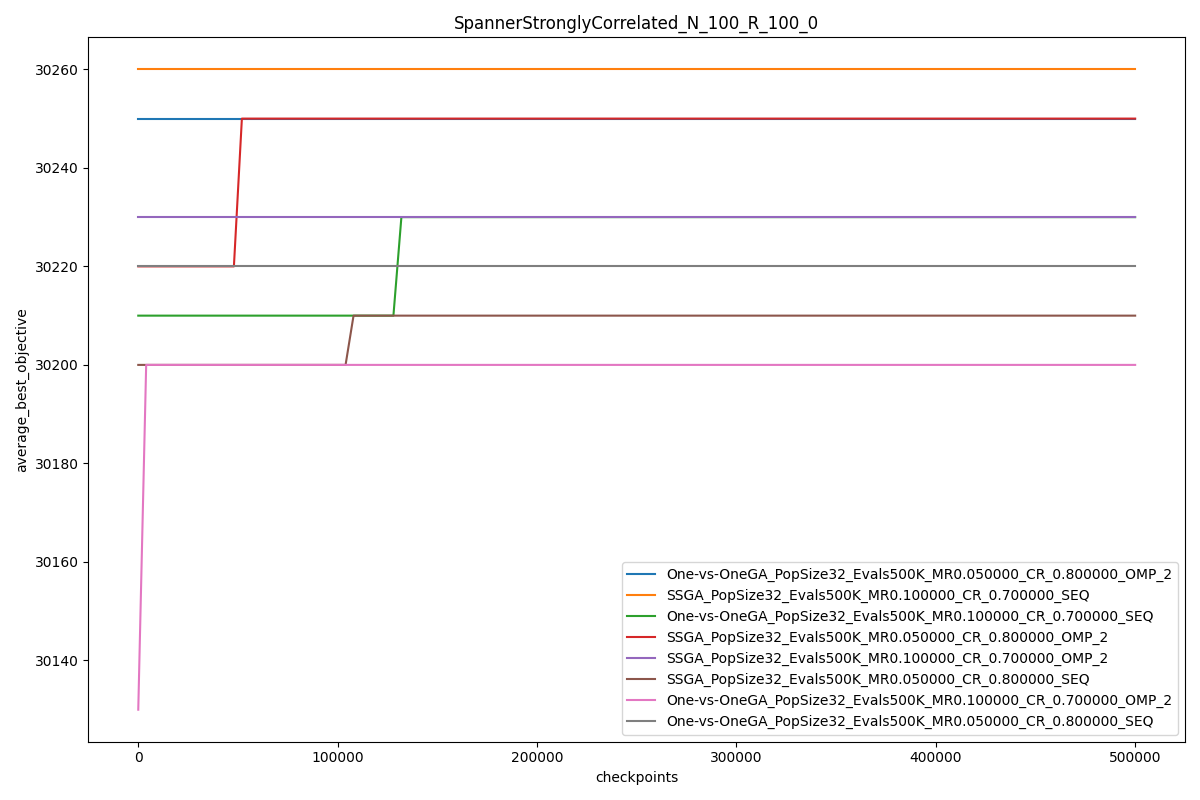 SpannerStronglyCorrelated_N_100_R_100_0
average_best_objective
30260
30240
30220
30200
30180
30160
30140
One-vs-OneGA_PopSize32_Evals500K_MR0.050000_CR_0.800000_OMP_2
SSGA_PopSize32_Evals500K_MR0.100000_CR_0.700000_SEQ
One-vs-OneGA_PopSize32_Evals500K_MR0.100000_CR_0.700000_SEQ
SSGA_PopSize32_Evals500K_MR0.050000_CR_0.800000_OMP_2
SSGA_PopSize32_Evals500K_MR0.100000_CR_0.700000_OMP_2
SSGA_PopSize32_Evals500K_MR0.050000_CR_0.800000_SEQ
One-vs-OneGA_PopSize32_Evals500K_MR0.100000_CR_0.700000_OMP_2
One-vs-OneGA_PopSize32_Evals500K_MR0.050000_CR_0.800000_SEQ
0 100000 200000 300000 400000 500000
checkpoints